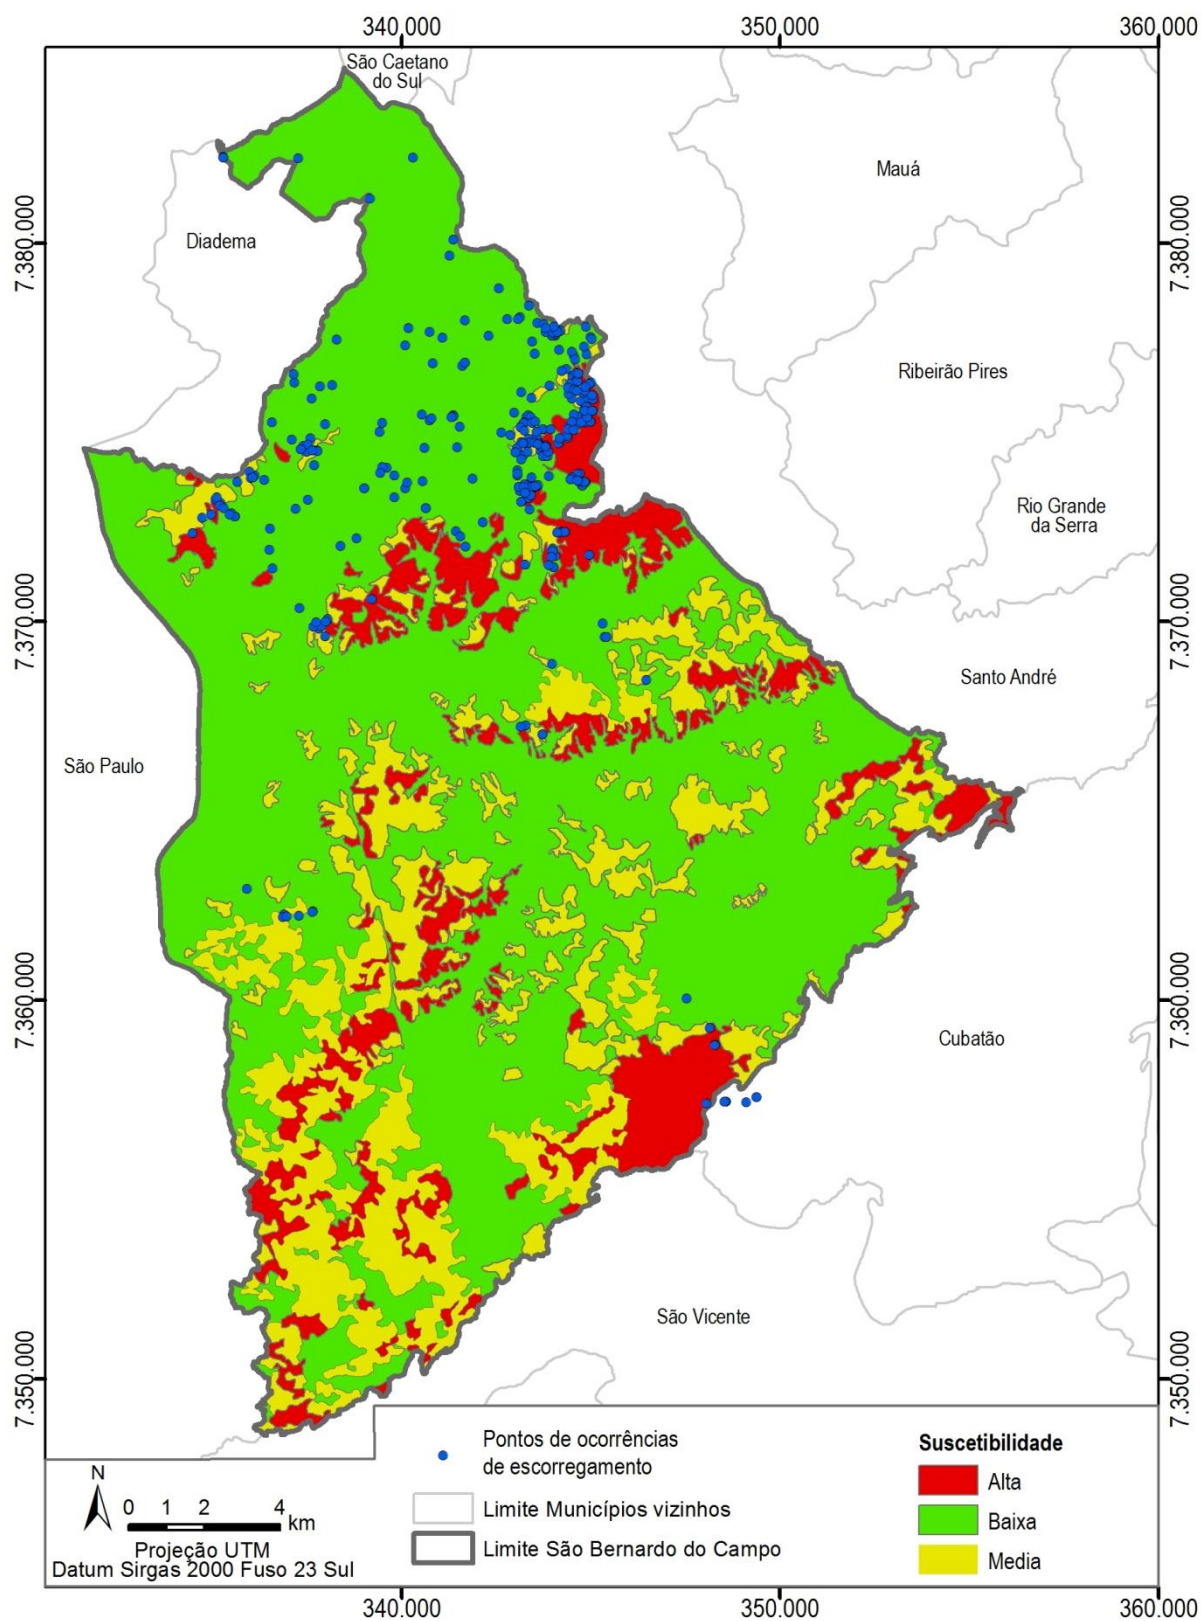 340.000
350.000
360.000
São Caetano
do Sul
Mauá
7.380.000
Diadema
7.380.000
Ribeirão Pires
Rio Grande
da Serra
7.370.000
7.370.000
Santo André
São Paulo
7.360.000
Cubatão
7.360.000
São Vicente
7.350.000
7.350.000
Pontos de ocorrências
de escorregamento
Limite Municípios vizinhos
Limite São Bernardo do Campo
Suscetibilidade
Alta
Baixa
Media
N
0 1 2 4
km
Projeção UTM
Datum Sirgas 2000 Fuso 23 Sul
340.000
350.000
360.000